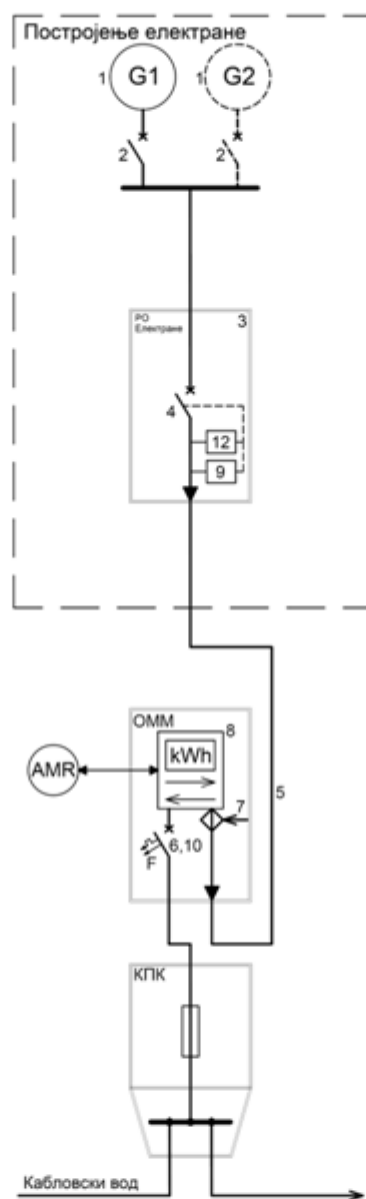 Постројење електране
1 G1 1 G2
2 2
РО
Електране
3
4
12
9
ОММ
8
kWh
AMR
5
7
6,10
F
КПК
Кабловски вод